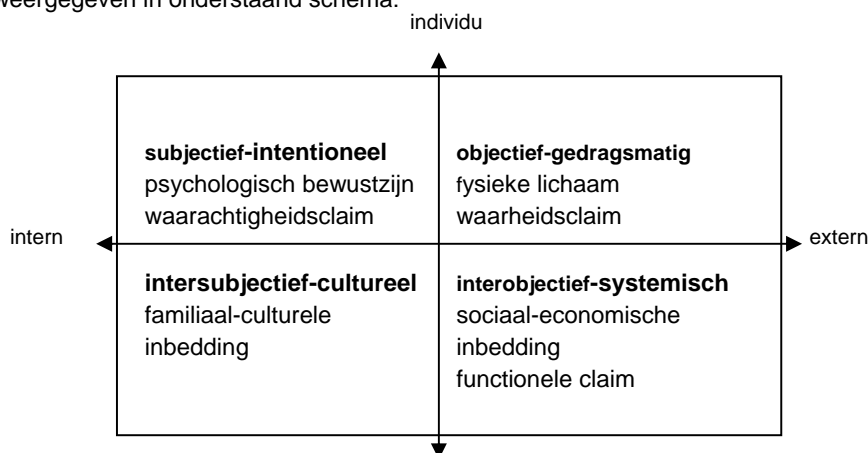 weergegeven in onderstaand schema.
individu
subjectief-intentioneel
psychologisch bewustzijn
waarachtigheidsclaim
objectief-gedragsmatig
fysieke lichaam
waarheidsclaim
intern
extern
intersubjectief-cultureel
familiaal-culturele
inbedding
interobjectief-systemisch
sociaal-economische
inbedding
functionele claim